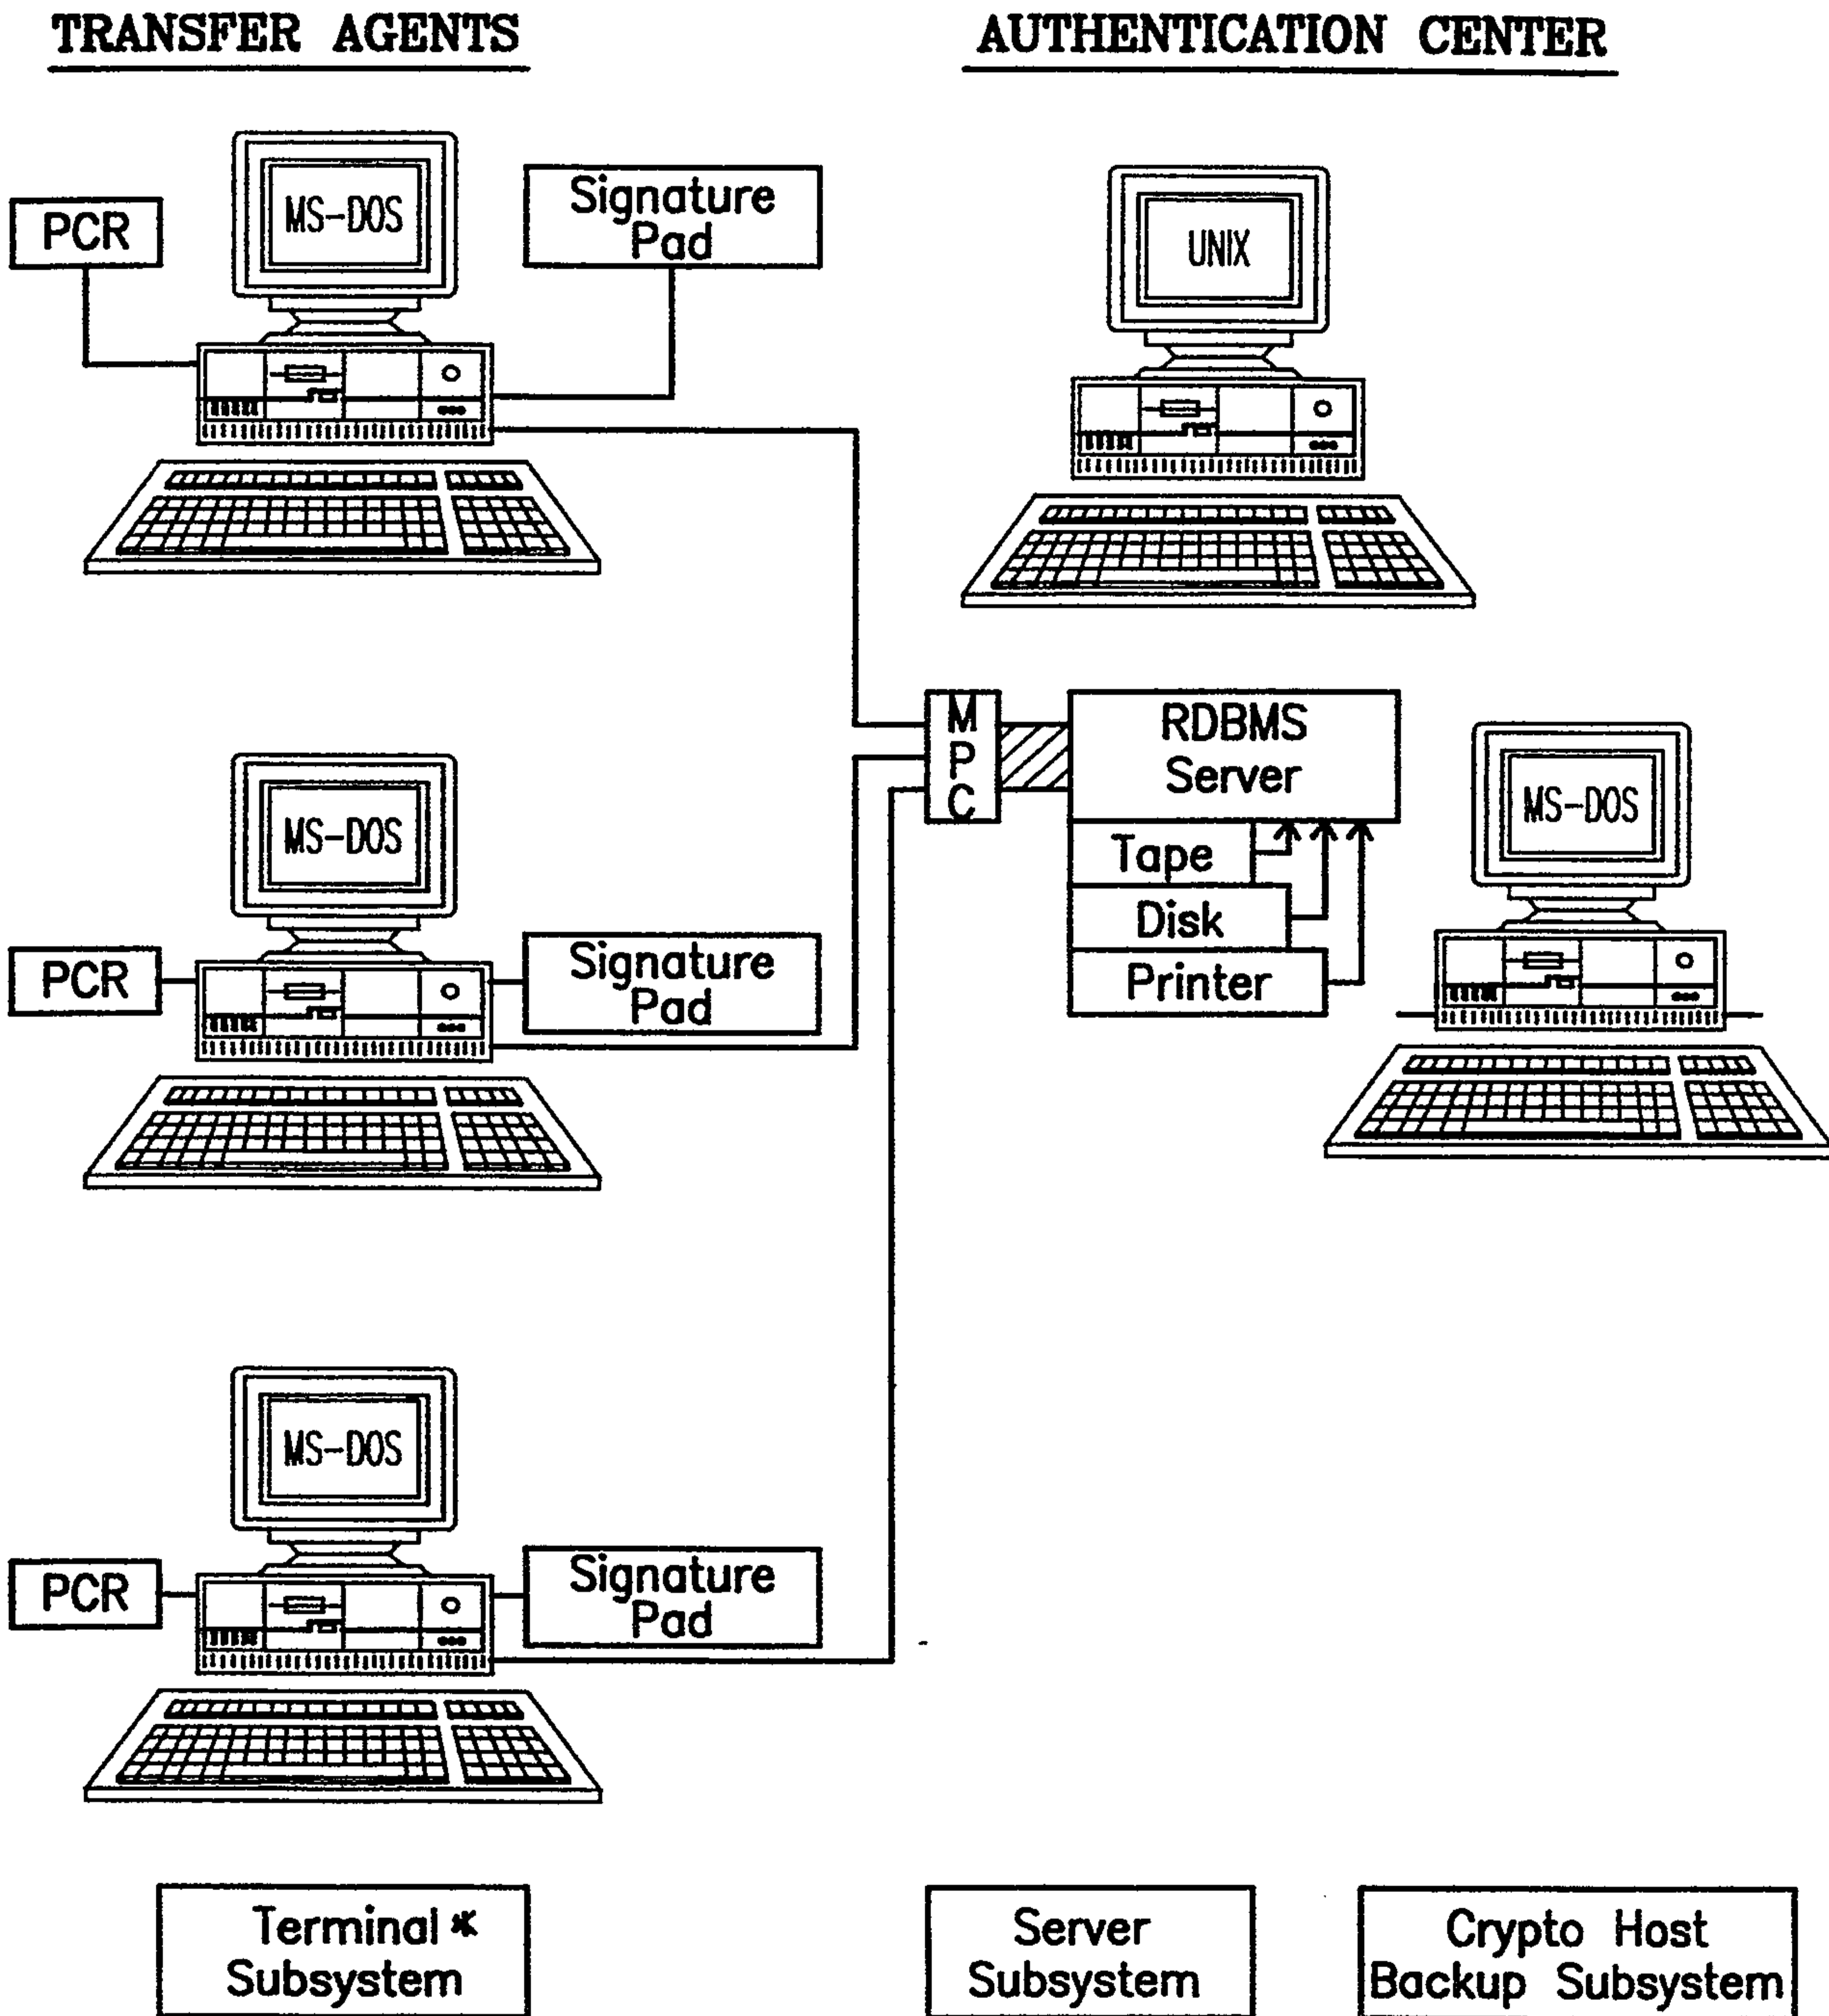 TRANSFER AGENTS
AUTHENTICATION CENTER
PCR
MS-DOS
Signature
Pad
UNIX
M
P
C
RDBMS
Server
Tape
Disk
Printer
MS-DOS
PCR
MS-DOS
Signature
Pad
PCR
MS-DOS
Signature
Pad
Terminal *
Subsystem
Server
Subsystem
Crypto Host
Backup Subsystem